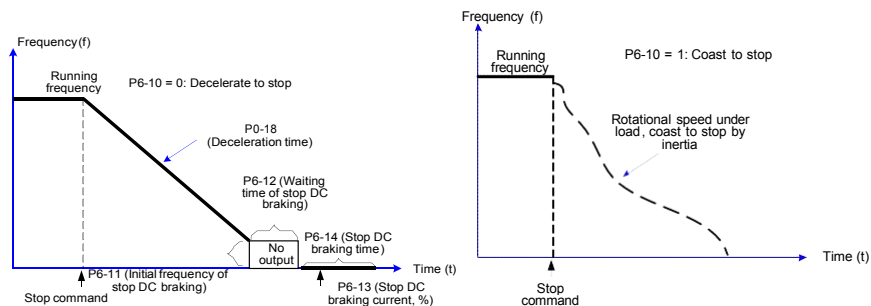 Frequency(f)
Running
frequency
P6-10 = 0: Decelerate to stop
P0-18
(Deceleration time)
P6-12 (Waiting
time of stop DC
braking)
No
output
P6-14 (Stop DC
braking time)
Time (t)
P6-11 (Initial frequency of
stop DC braking)
P6-13 (Stop DC
braking current, %)
Stop command
Frequency (f)
Running
frequency
P6-10 = 1: Coast to stop
Rotational speed under
load, coast to stop by
inertia
Time (t)
Stop
command